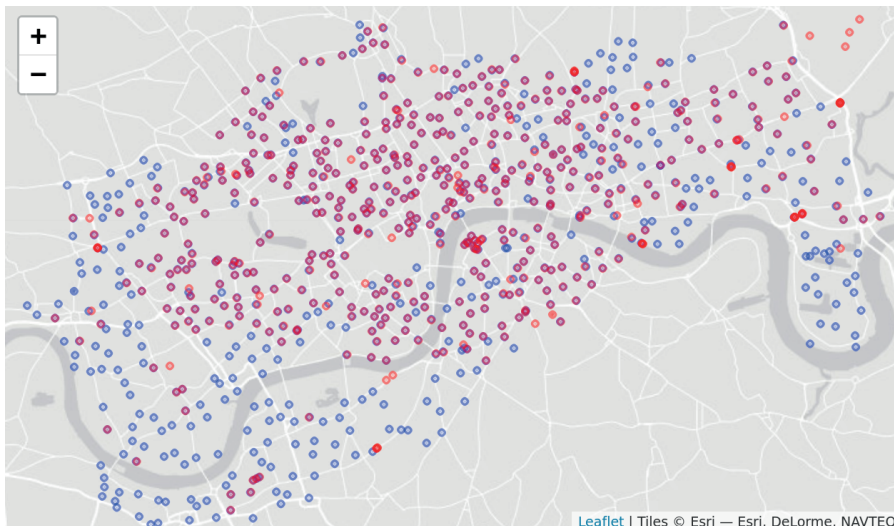 +
−
Leaflet | Tiles © Esri — Esri, DeLorme, NAVTEQ